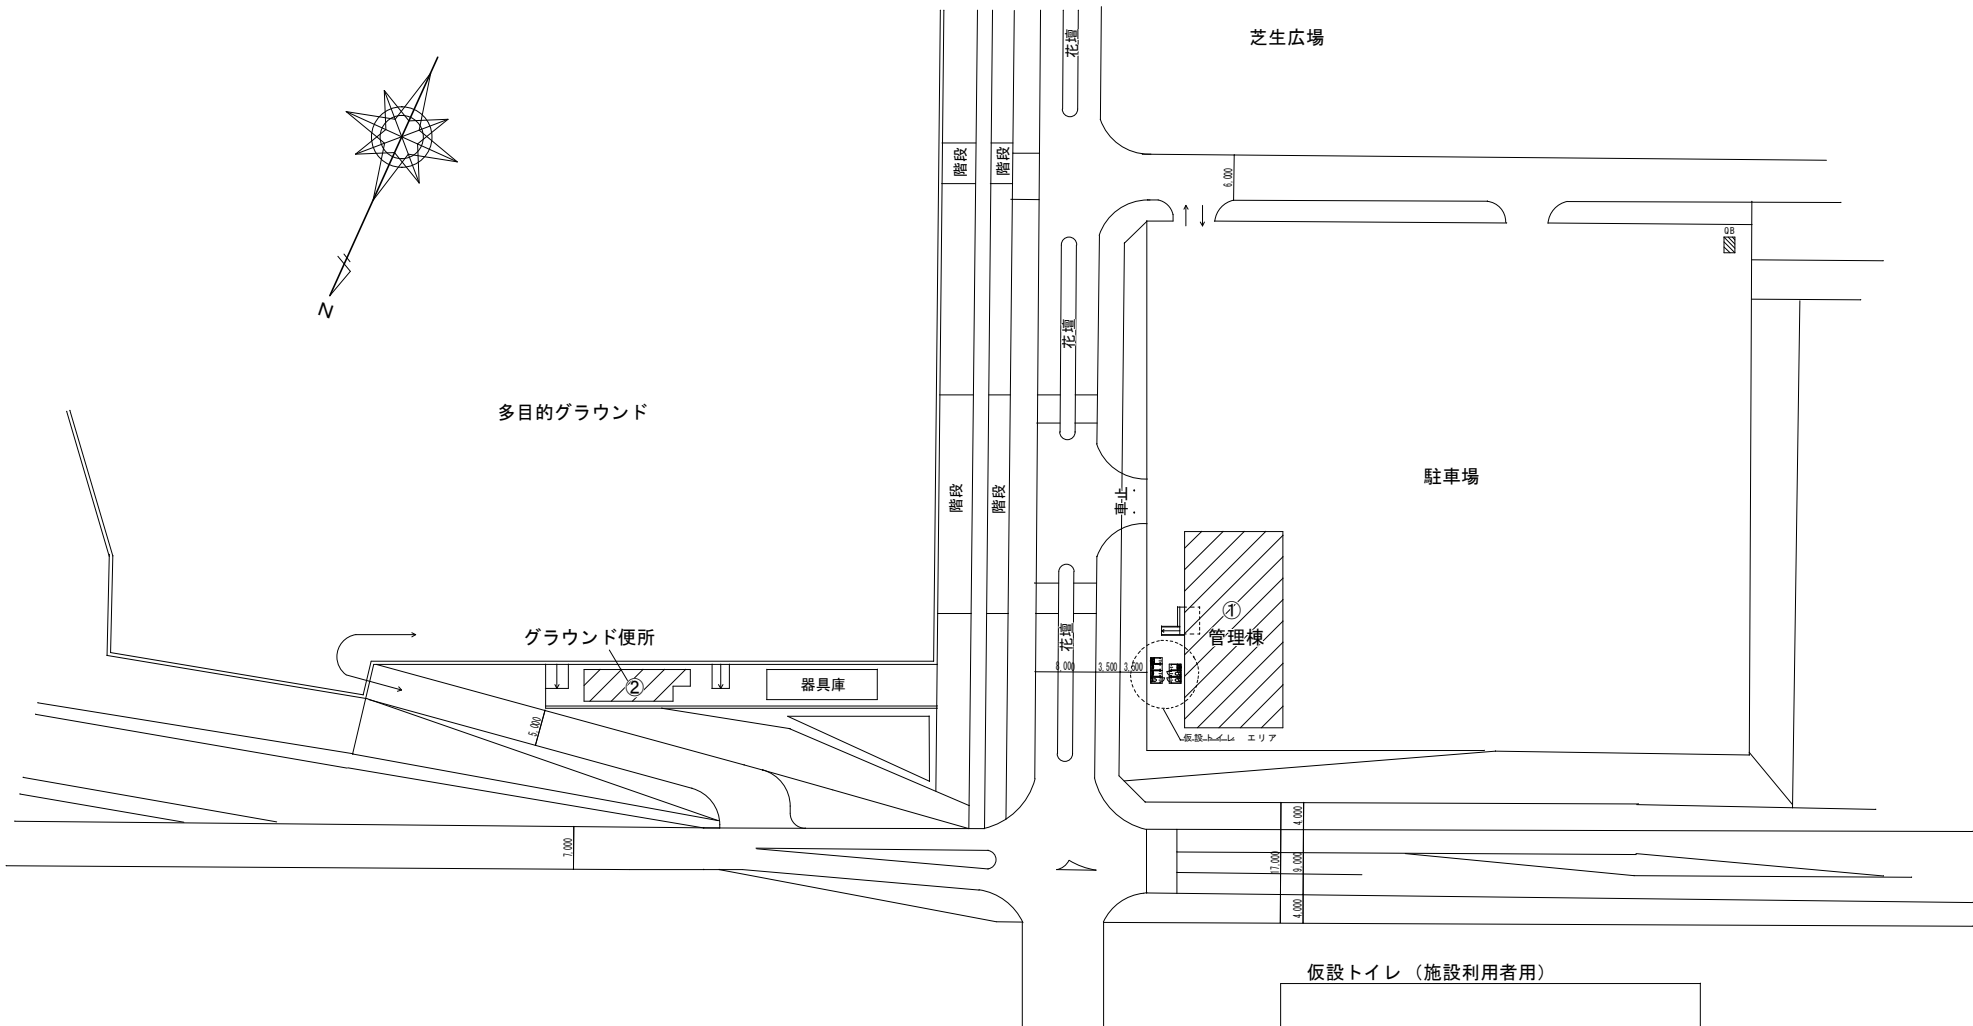 芝生広場
花壇
階段
階段
6.000
QB
N
花壇
多目的グラウンド
駐車場
階段
階段
車止
①
グラウンド便所
花壇
管理棟
8.000
3.500
3.500
②
器具庫
5.000
仮設トイレ エリア
4.000
7.000
17.000
9.000
4.000
仮設トイレ（施設利用者用）